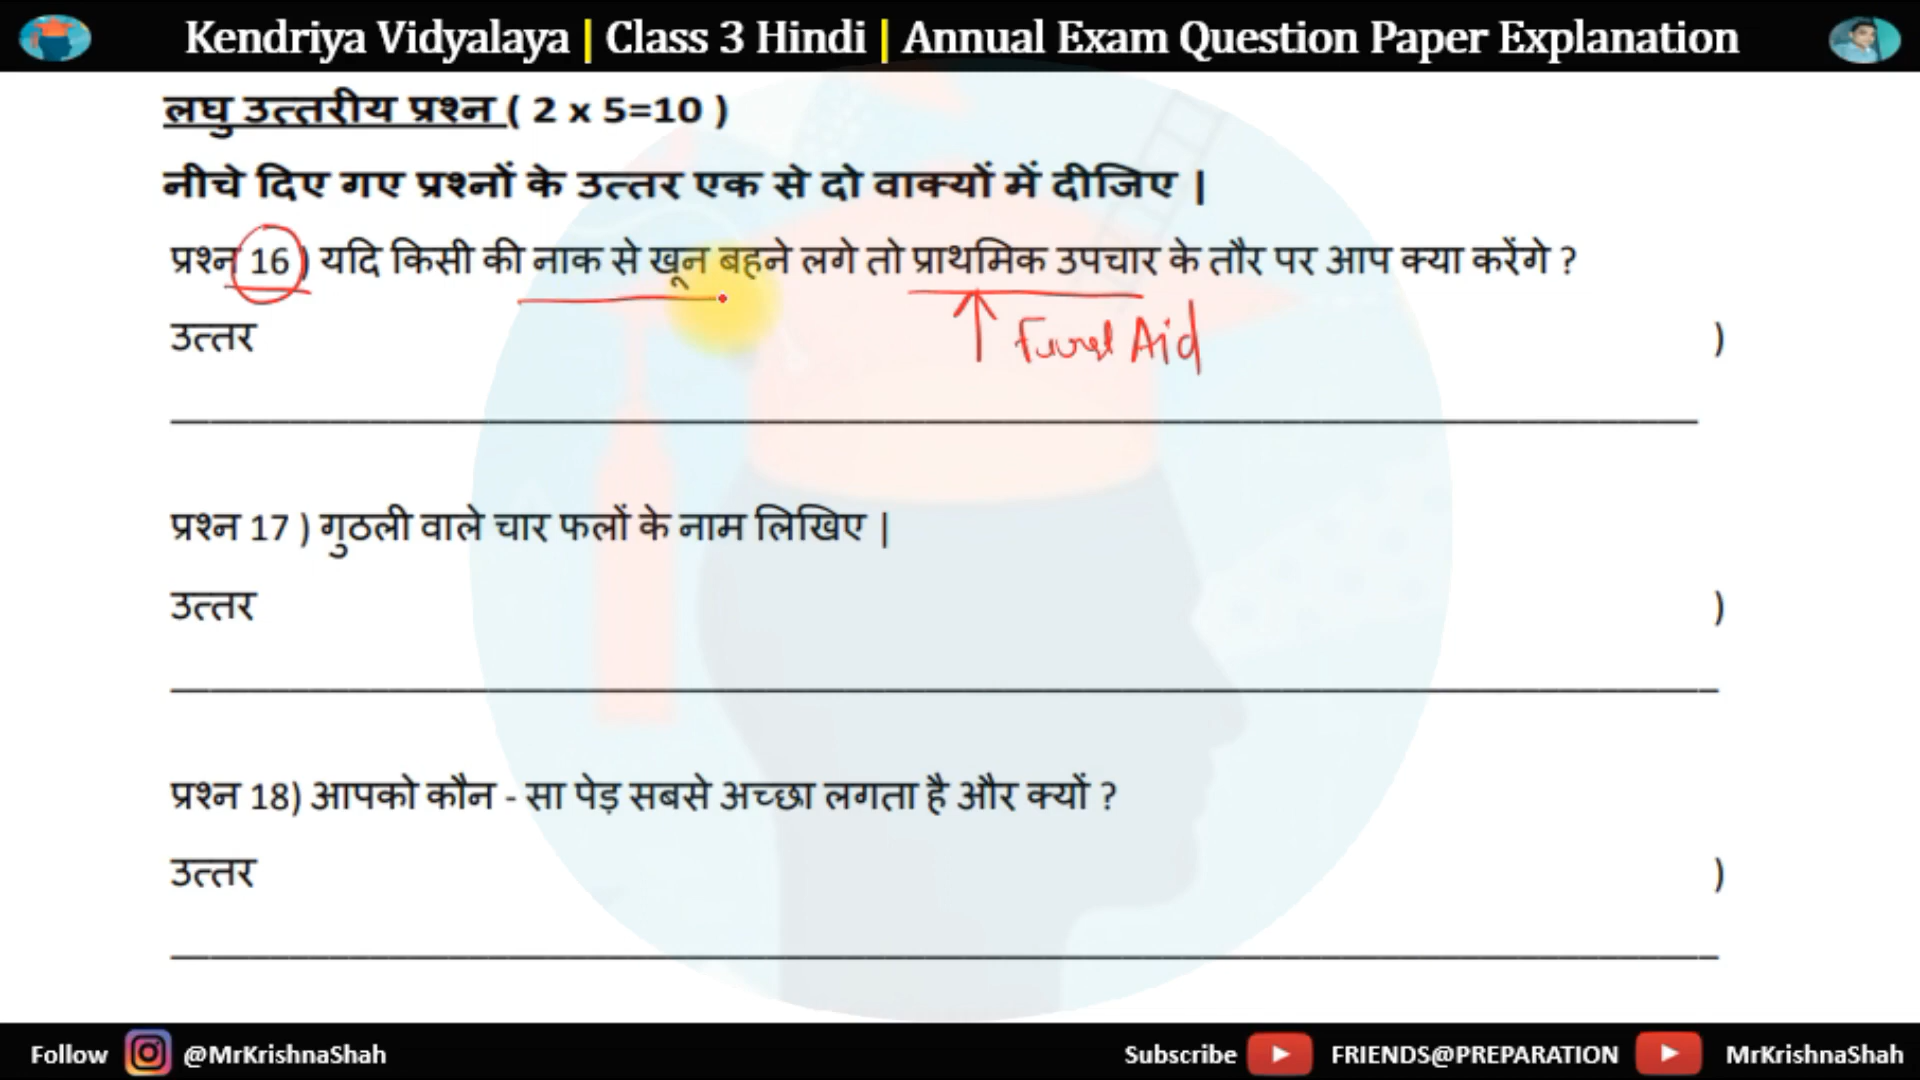 Kendriya Vidyalaya | Class 3 Hindi | Annual Exam Question Paper Explanation
लघु उत्तरीय प्रश्न ( 2 x 5=10 )
नीचे दिए गए प्रश्नों के उत्तर एक से दो वाक्यों में दीजिए |
प्रश्न 16 ) यदि किसी की नाक से खून बहने लगे तो प्राथमिक उपचार के तौर पर आप क्या करेंगे ?
उत्तर )
Aid
प्रश्न 17 ) गुठली वाले चार फलों के नाम लिखिए |
उत्तर )
प्रश्न 18) आपको कौन - सा पेड़ सबसे अच्छा लगता है और क्यों ?
उत्तर )
Follow @MrKrishnaShah Subscribe FRIENDS@PREPARATION MrKrishnaShah